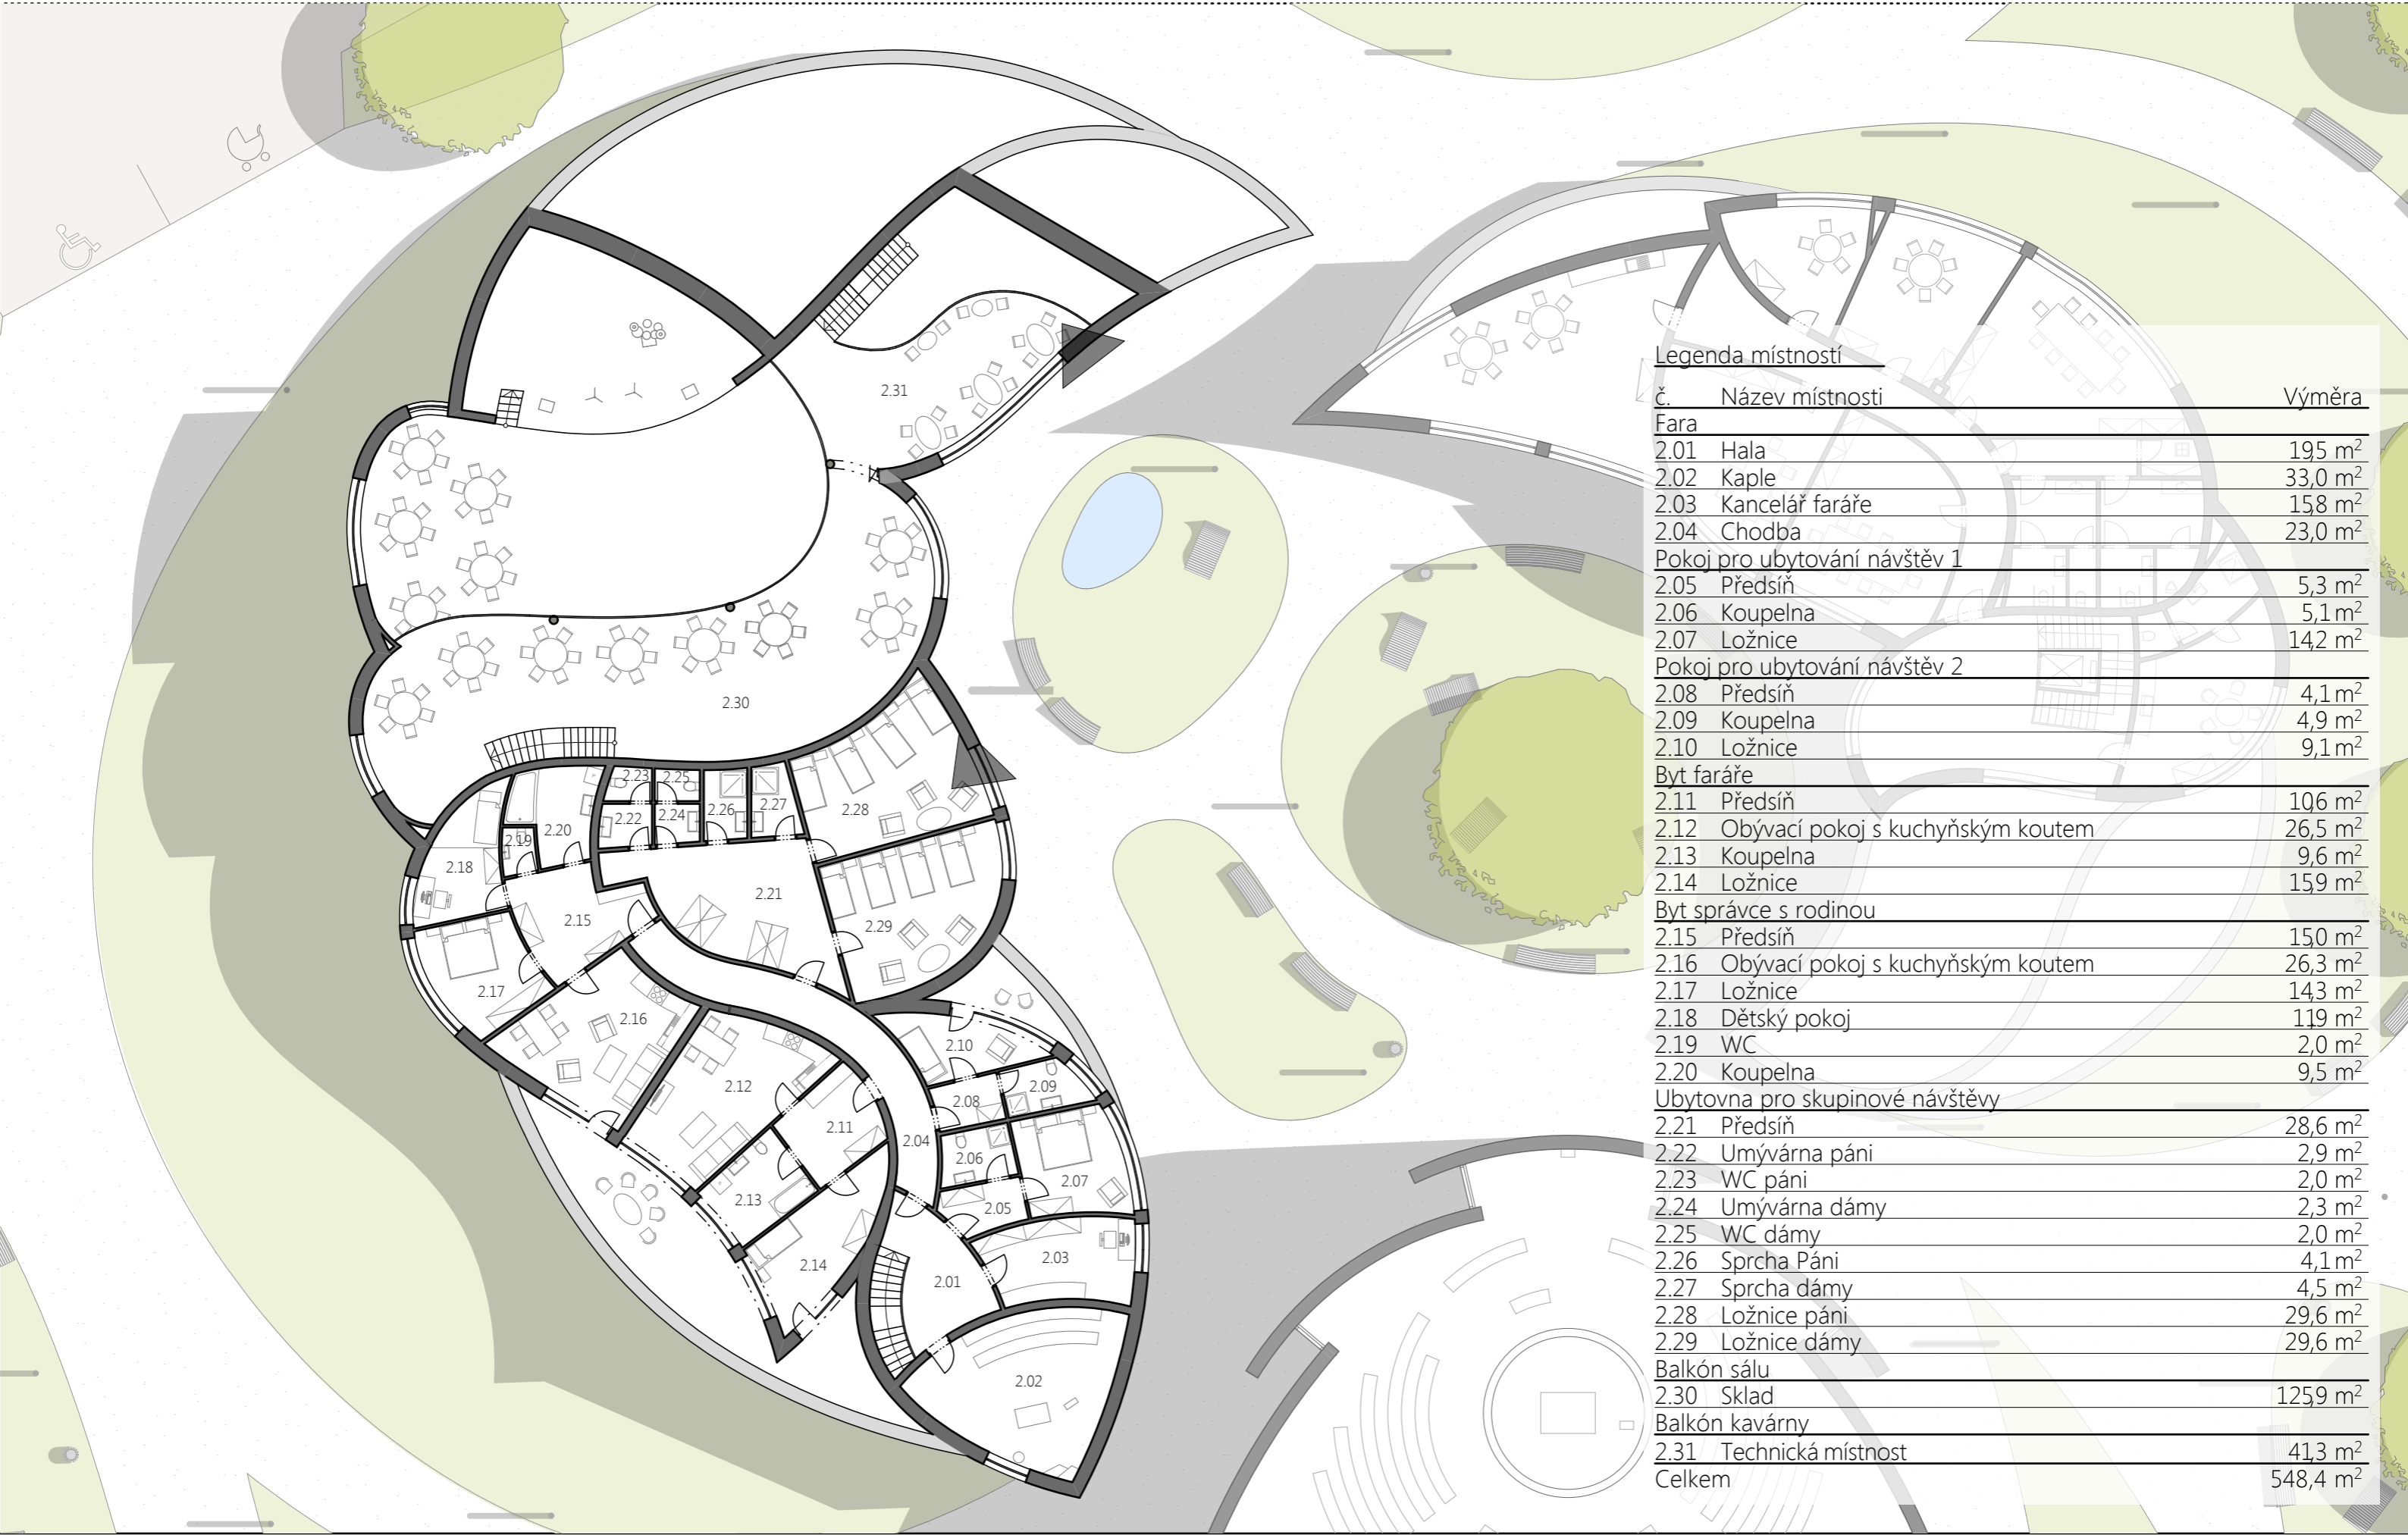 2.31
2.30
2.23
2.25
2.26
2.27
2.28
2.22
2.24
2.20
2.19
2.18
2.21
2.15
2.29
2.17
2.16
2.10
2.12
2.09
2.08
2.11
2.04
2.06
2.07
2.13
2.05
2.03
2.14
2.01
2.02
Legenda místností
č. Název místnosti Výměra
Fara
2.01 Hala 19,5 m²
2.02 Kaple 33,0 m²
2.03 Kancelář faráře 15,8 m²
2.04 Chodba 23,0 m²
Pokoj pro ubytování návštěv 1
2.05 Předsíň 5,3 m²
2.06 Koupelna 5,1 m²
2.07 Ložnice 14,2 m²
Pokoj pro ubytování návštěv 2
2.08 Předsíň 4,1 m²
2.09 Koupelna 4,9 m²
2.10 Ložnice 9,1 m²
Byt faráře
2.11 Předsíň 10,6 m²
2.12 Obývací pokoj s kuchyňským koutem 26,5 m²
2.13 Koupelna 9,6 m²
2.14 Ložnice 15,9 m²
Byt správce s rodinou
2.15 Předsíň 15,0 m²
2.16 Obývací pokoj s kuchyňským koutem 26,3 m²
2.17 Ložnice 14,3 m²
2.18 Dětský pokoj 11,9 m²
2.19 WC 2,0 m²
2.20 Koupelna 9,5 m²
Ubytovna pro skupinové návštěvy
2.21 Předsíň 28,6 m²
2.22 Umývárna páni 2,9 m²
2.23 WC páni 2,0 m²
2.24 Umývárna dámy 2,3 m²
2.25 WC dámy 2,0 m²
2.26 Sprcha Páni 4,1 m²
2.27 Sprcha dámy 4,5 m²
2.28 Ložnice páni 29,6 m²
2.29 Ložnice dámy 29,6 m²
Balkón sálu
2.30 Sklad 125,9 m²
Balkón kavárny
2.31 Technická místnost 41,3 m²
Celkem 548,4 m²